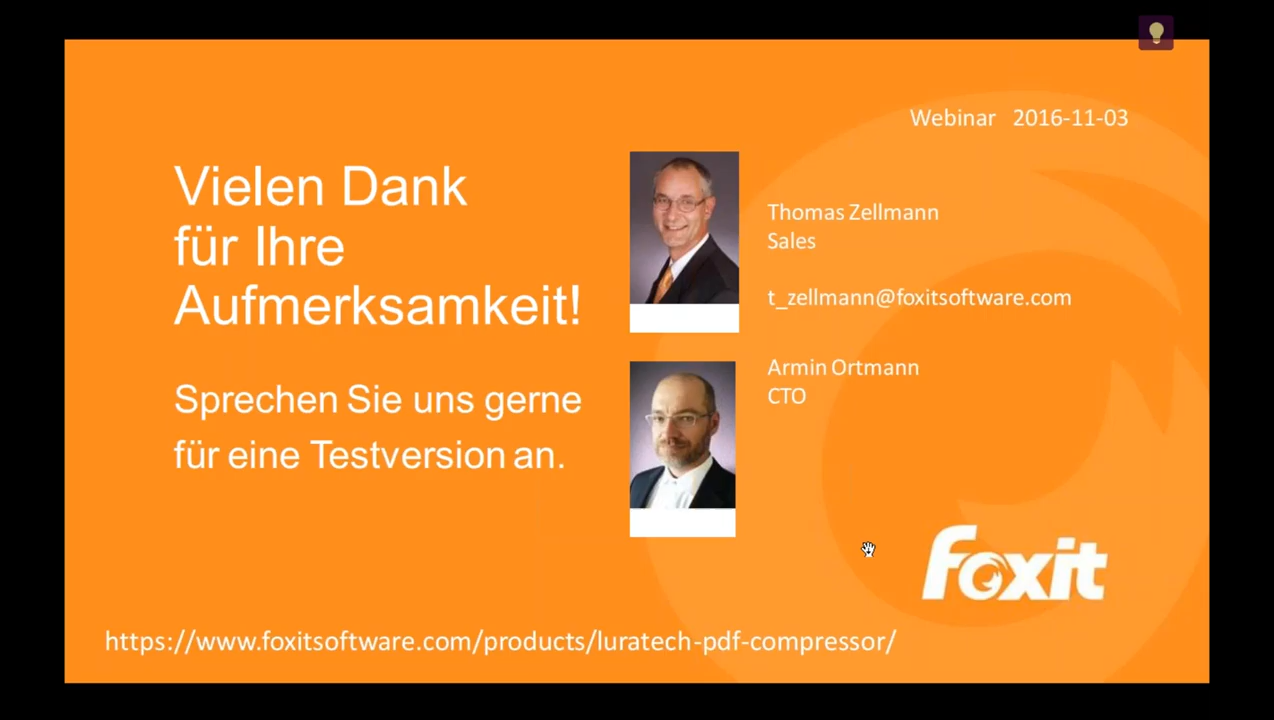 Webinar 2016-11-03
Vielen Dank
für Ihre
Aufmerksamkeit!
Sprechen Sie uns gerne
für eine Testversion an.
Thomas Zellmann
Sales
t_zellmann@foxitsoftware.com
Armin Ortmann
CTO
foxit
https://www.foxitsoftware.com/products/luratech-pdf-compressor/